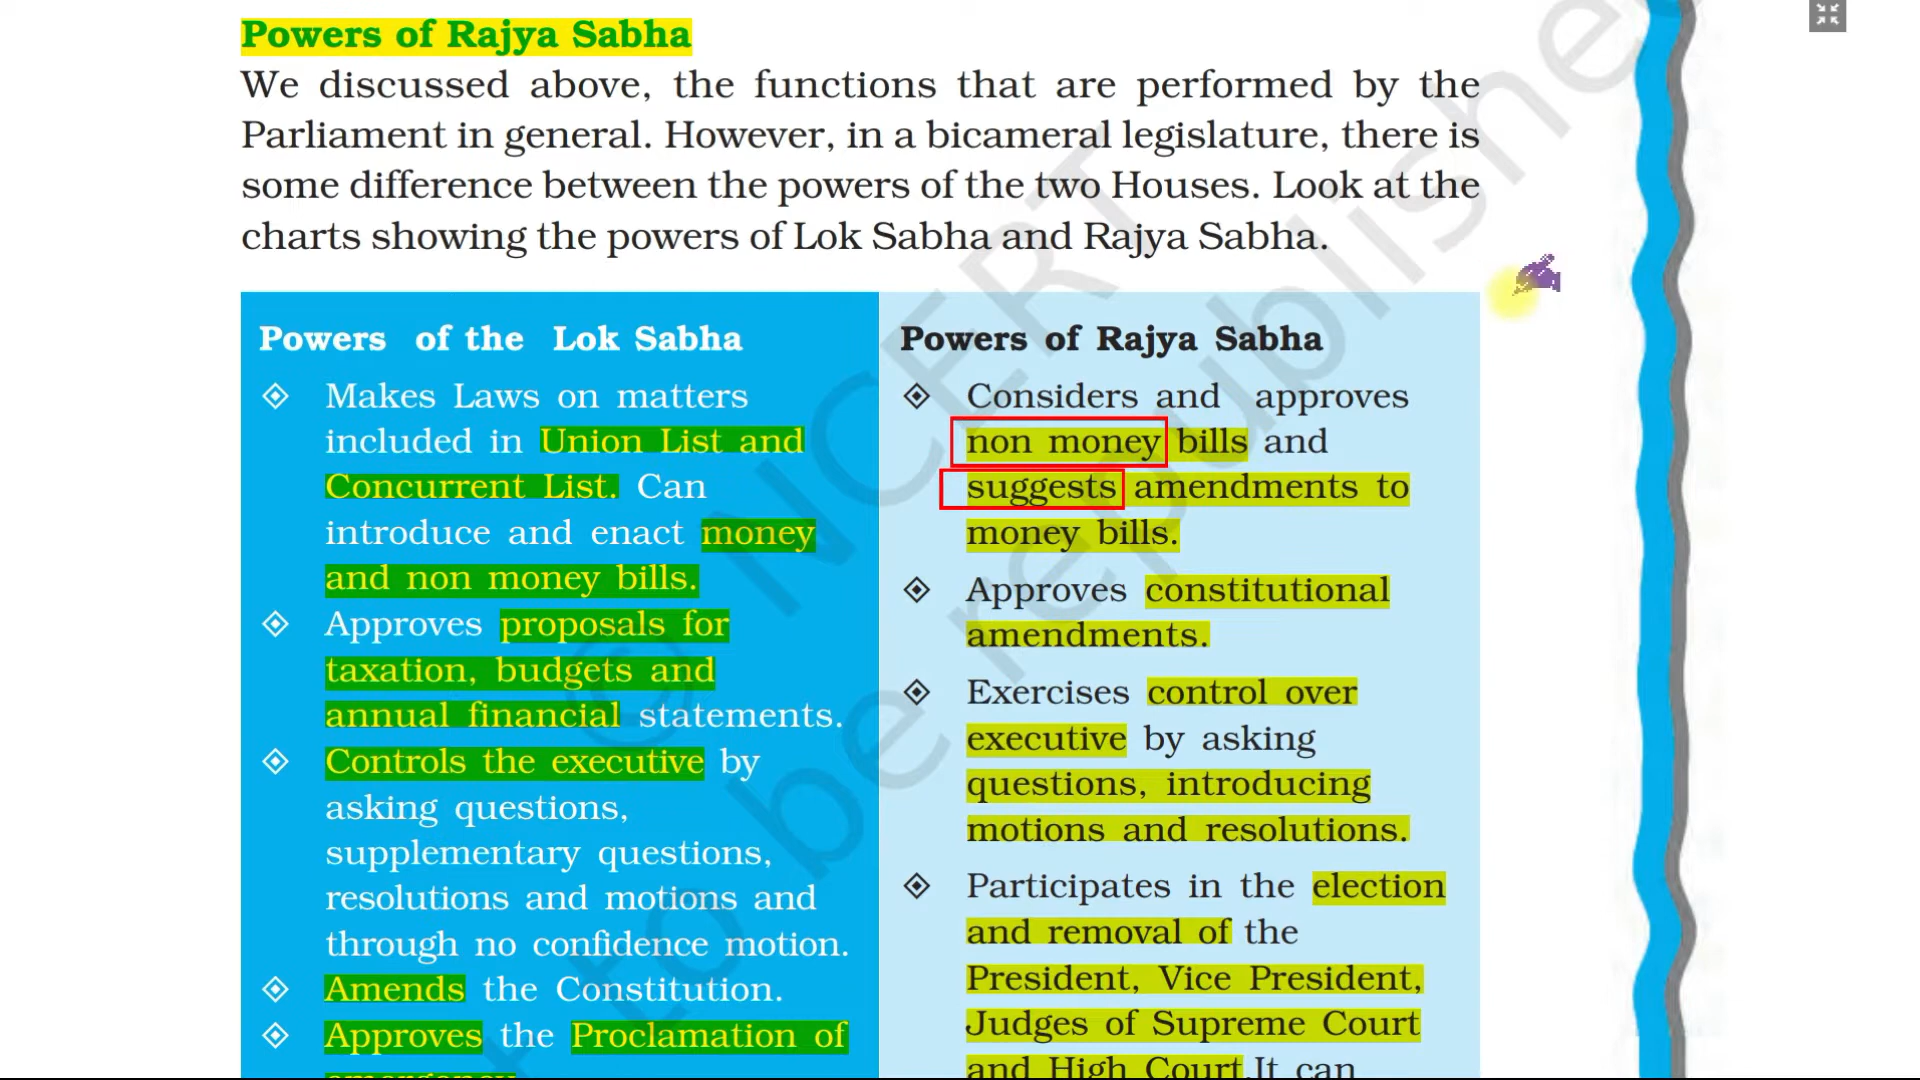 Powers of Rajya Sabha
We discussed above, the functions that are performed by the
Parliament in general. However, in a bicameral legislature, there is
some difference between the powers of the two Houses. Look at the
charts showing the powers of Lok Sabha and Rajya Sabha.
Powers of the Lok Sabha
Makes Laws on matters
included in Union List and
Concurrent List. Can
introduce and enact money
and non money bills.
Approves proposals for
taxation, budgets and
annual financial statements.
Controls the executive by
asking questions,
supplementary questions,
resolutions and motions and
through no confidence motion.
Amends the Constitution.
Approves the Proclamation of
emergency
Powers of Rajya Sabha
Considers and approves
non money bills and
suggests amendments to
money bills.
Approves constitutional
amendments.
Exercises control over
executive by asking
questions, introducing
motions and resolutions.
Participates in the election
and removal of the
President, Vice President,
Judges of Supreme Court
and High Court.It can
© NCERT
to be republishe